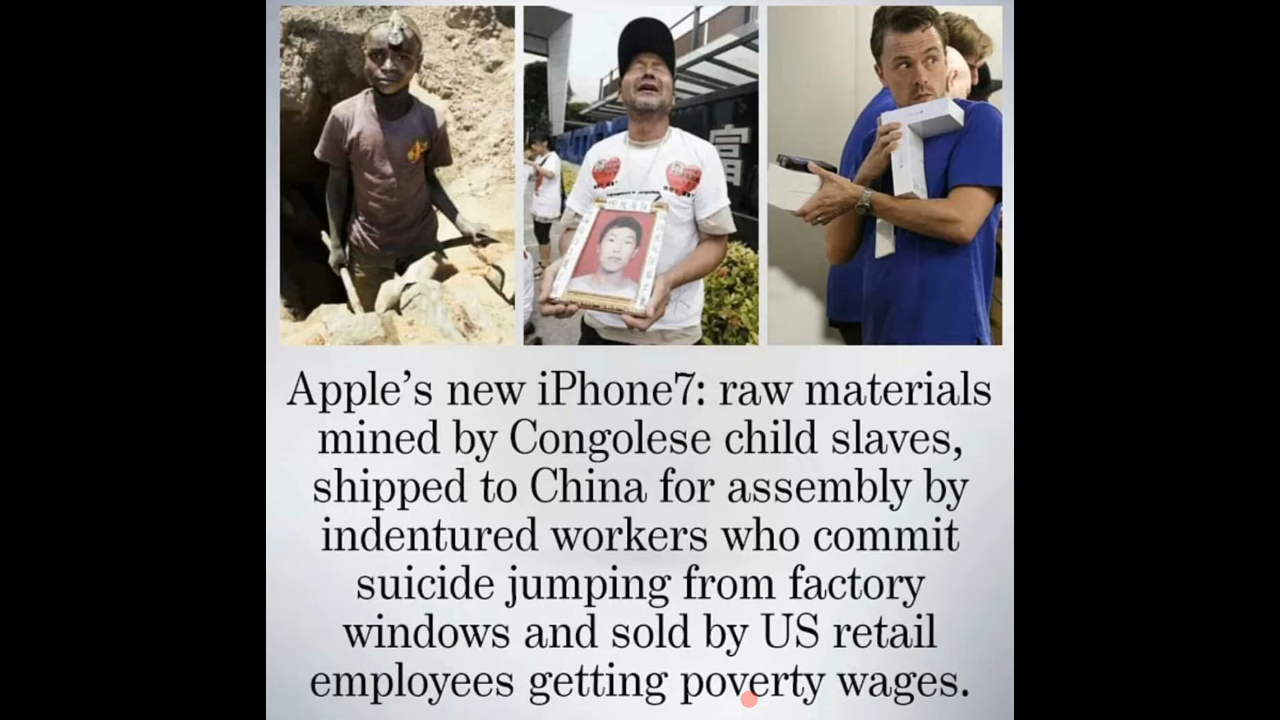 富
Apple's new iPhone7: raw materials
mined by Congolese child slaves,
shipped to China for assembly by
indentured workers who commit
suicide jumping from factory
windows and sold by US retail
employees getting poverty wages.